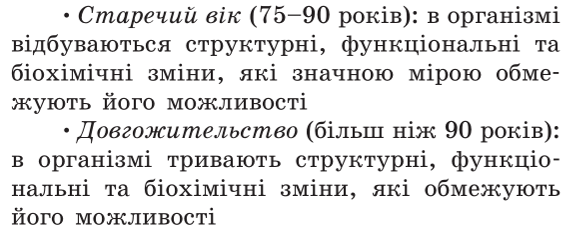 • Старечий вік (75–90 років): в організмі
відбуваються структурні, функціональні та
біохімічні зміни, які значною мірою обме-
жують його можливості
• Довгожительство (більш ніж 90 років):
в організмі тривають структурні, функціо-
нальні та біохімічні зміни, які обмежують
його можливості